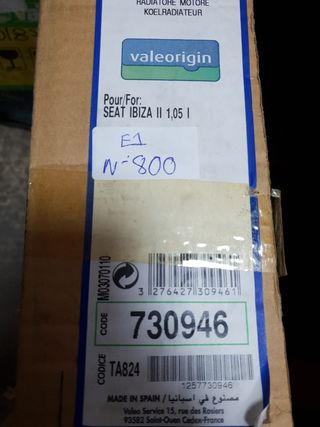 RADIATORE MOTORE
KOELRADIATEUR
valeorigin
Pour/For:
SEAT IBIZA II 1,05 l
E1
N-800
M03070110
3 276427 309461
CODE
730946
CODICE
TA824
1257730946
MADE IN SPAIN / مصنوع في اسبانيا
Valeo Service 15, rue des Rosiers
93582 Saint-Ouen Cedex-France